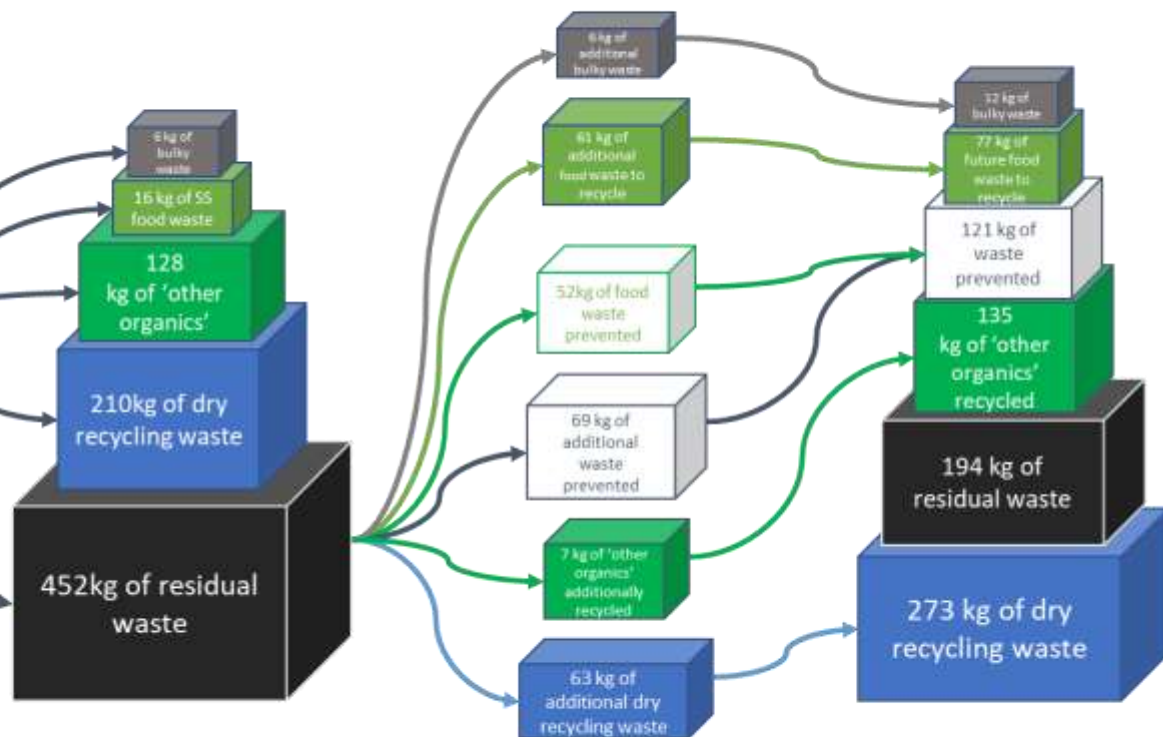 6 kg of
bulky
waste
16 kg of SS
food waste
128
kg of ‘other
organics’
210kg of dry
recycling waste
452kg of residual
waste
6 kg of
additional
bulky waste
61 kg of
additional
food waste to
recycle
52kg of food
waste
prevented
69 kg of
additional
waste
prevented
7 kg of ‘other
organics’
additionally
recycled
63 kg of
additional dry
recycling waste
12 kg of
bulky waste
77 kg of
future food
waste to
recycle
121 kg of
waste
prevented
135
kg of ‘other
organics’
recycled
194 kg of
residual waste
273 kg of dry
recycling waste